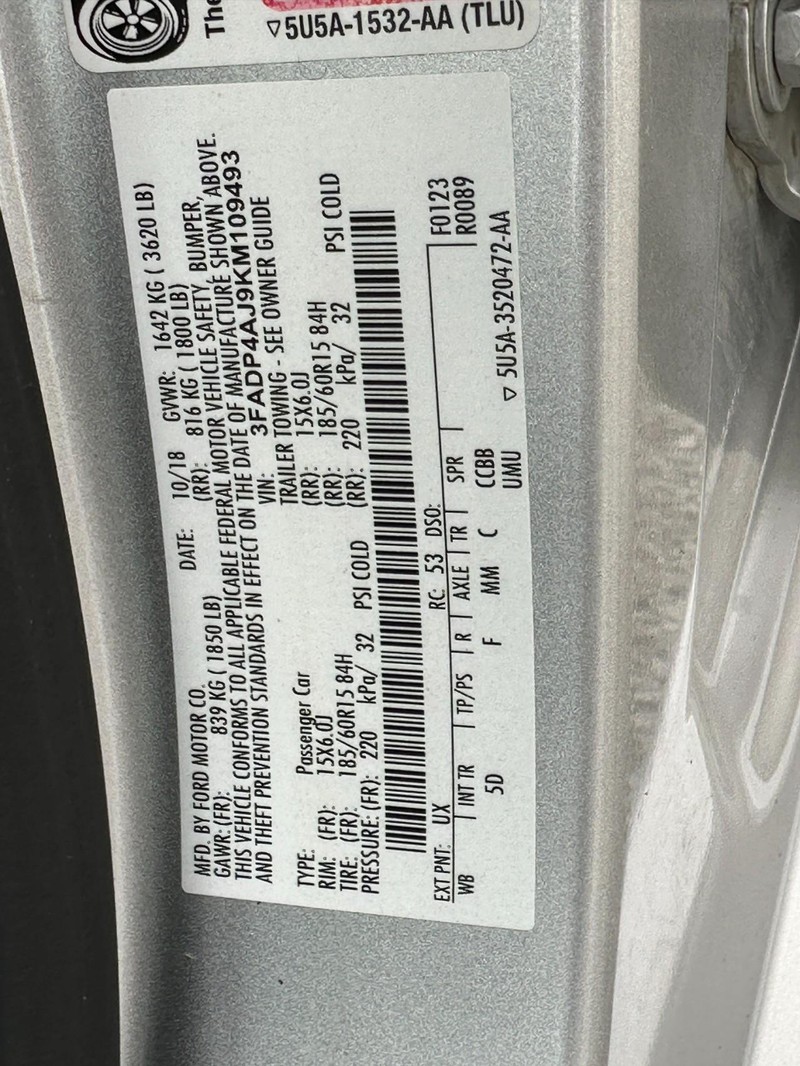 The
▽5U5A-1532-AA (TLU)
MFD. BY FORD MOTOR CO.
DATE: 10/18 GVWR: 1642 KG ( 3620 LB)
GAWR: (FR): 839 KG ( 1850 LB) (RR): 816 KG ( 1800 LB)
THIS VEHICLE CONFORMS TO ALL APPLICABLE FEDERAL MOTOR VEHICLE SAFETY, BUMPER,
AND THEFT PREVENTION STANDARDS IN EFFECT ON THE DATE OF MANUFACTURE SHOWN ABOVE.
VIN: 3FADP4AJ9KM109493
TYPE: Passenger Car TRAILER TOWING - SEE OWNER GUIDE
RIM: (FR): 15X6.0J (RR): 15X6.0J
TIRE: (FR): 185/60R15 84H (RR): 185/60R15 84H
PRESSURE: (FR): 220 kPa/ 32 PSI COLD (RR): 220 kPa/ 32 PSI COLD
EXT PNT: UX RC: 53 DSO: F0123
WB INT TR TP/PS R AXLE TR SPR R0089
5D F MM C CCBB
UMU
▽ 5U5A-3520472-AA